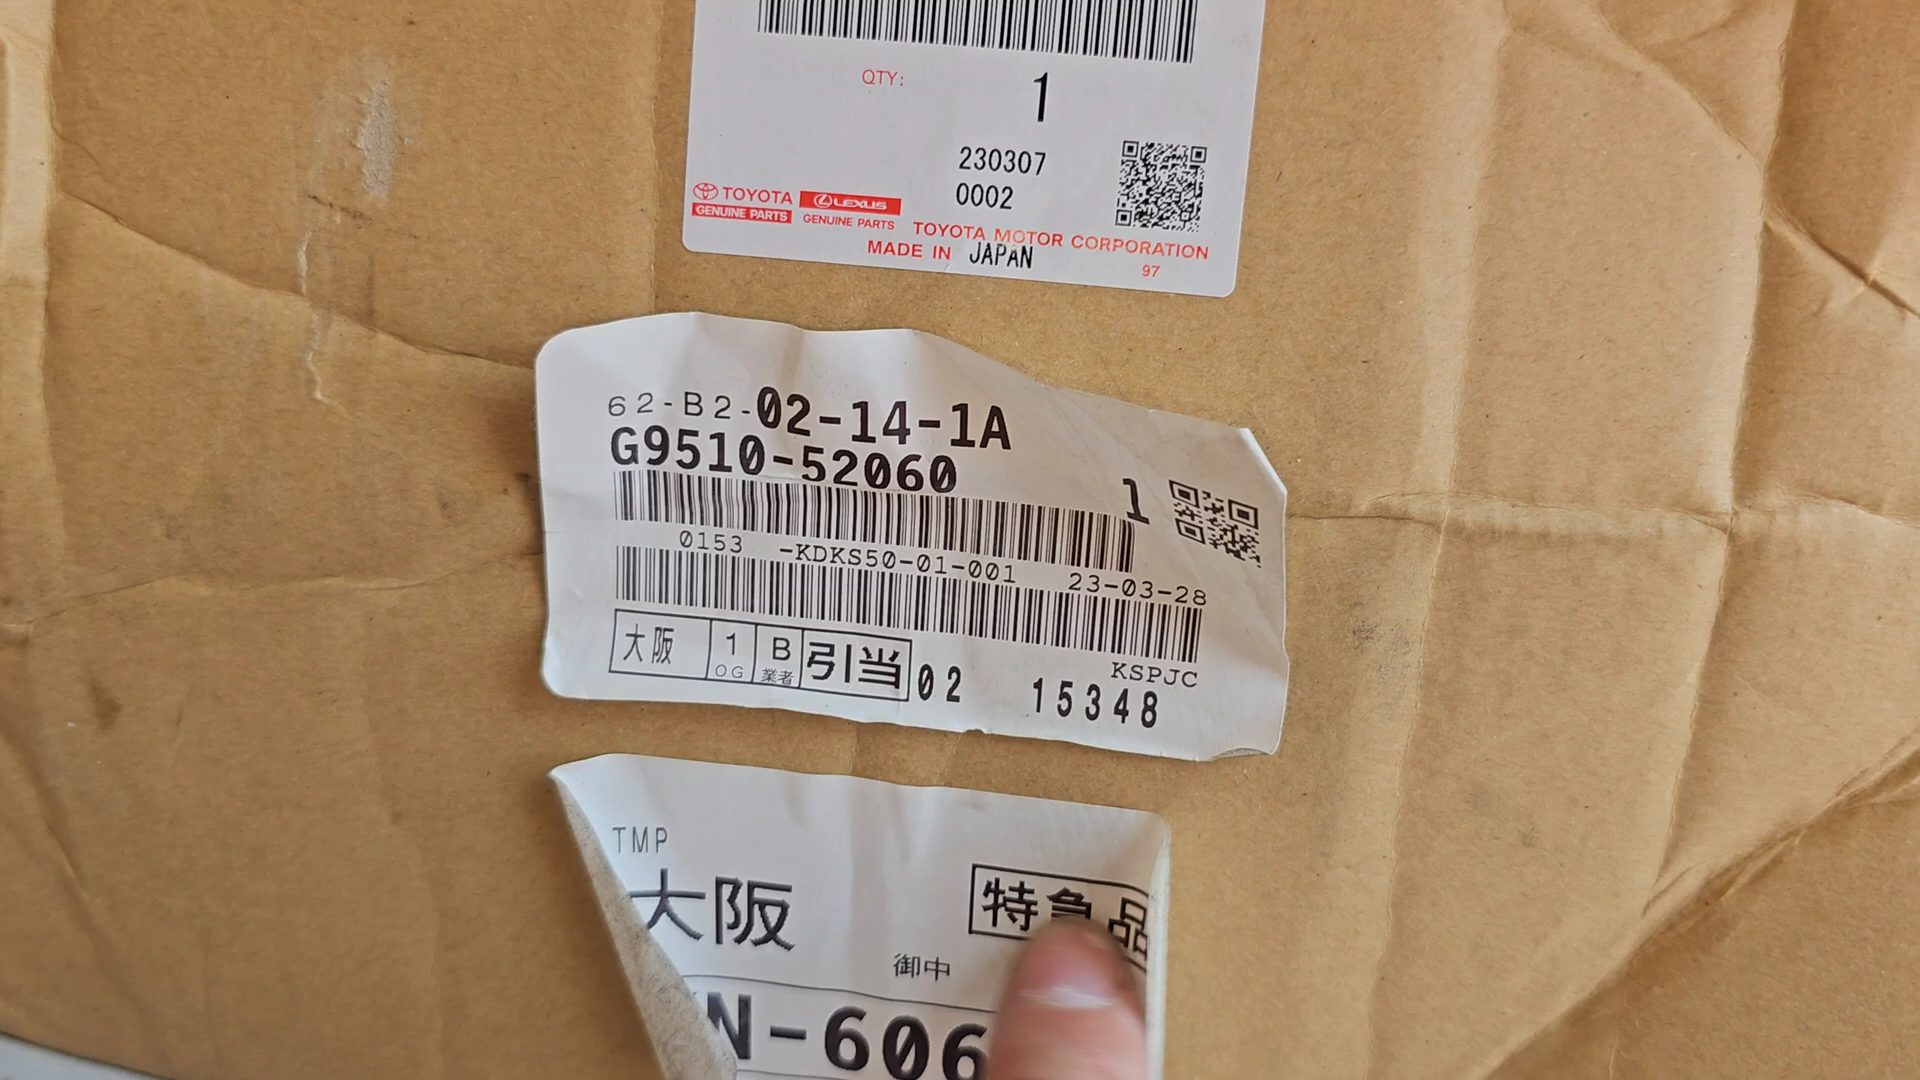 QTY: 1
230307
0002
TOYOTA
GENUINE PARTS
LEXUS
GENUINE PARTS
TOYOTA MOTOR CORPORATION
MADE IN JAPAN
97
62-B2-02-14-1A
G9510-52060
1
0153 -KDKS50-01-001 23-03-28
大阪 1 OG B 業者 引当 02 15348
KSPJC
TMP
大阪
特急品
御中
N-606